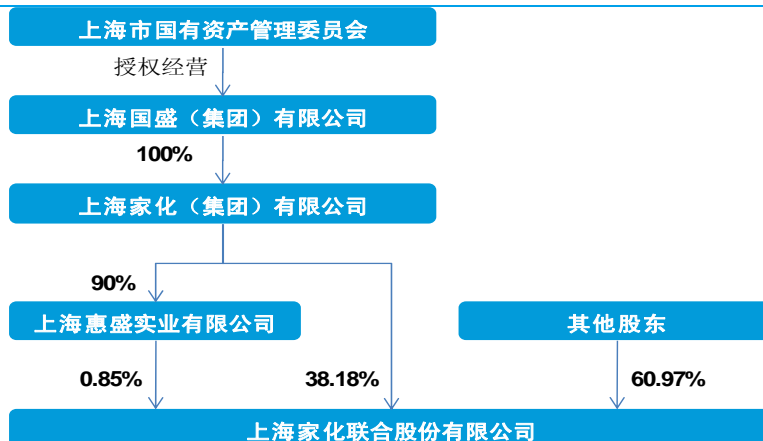 上海市国有资产管理委员会
授权经营
上海国盛（集团）有限公司
100%
上海家化（集团）有限公司
90%
上海惠盛实业有限公司
其他股东
0.85%
38.18%
60.97%
上海家化联合股份有限公司